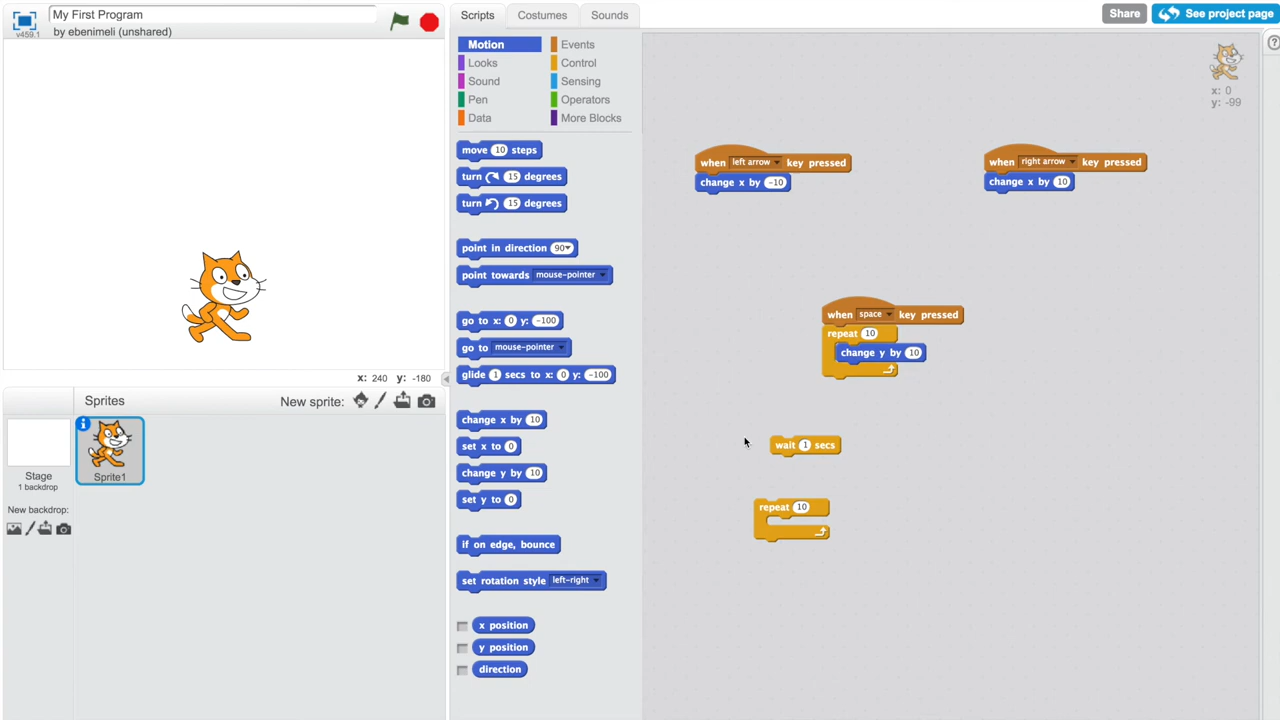 My First Program
by ebenimeli (unshared)
v459.1
Scripts
Costumes
Sounds
Share
See project page
?
Motion
Looks
Sound
Pen
Data
Events
Control
Sensing
Operators
More Blocks
move 10 steps
turn 15 degrees
turn 15 degrees
point in direction 90
point towards mouse-pointer
go to x: 0 y: -100
go to mouse-pointer
glide 1 secs to x: 0 y: -100
change x by 10
set x to 0
change y by 10
set y to 0
if on edge, bounce
set rotation style left-right
x position
y position
direction
x: 0
y: -99
when left arrow key pressed
change x by -10
when right arrow key pressed
change x by 10
when space key pressed
repeat 10
change y by 10
wait 1 secs
repeat 10
x: 240 y: -180
Sprites
New sprite:
i
Sprite1
Stage
1 backdrop
New backdrop: